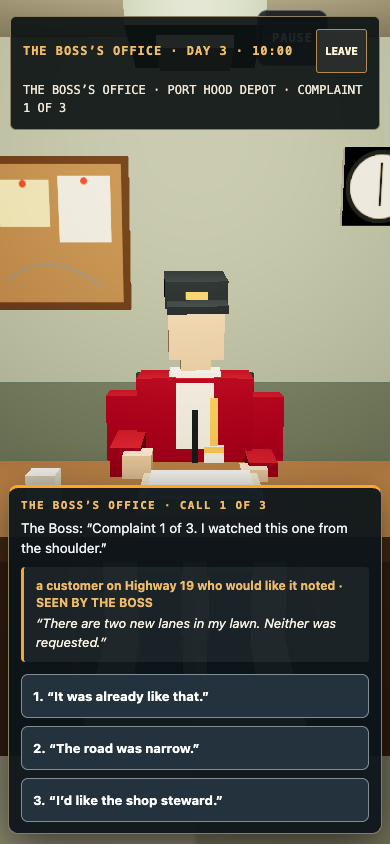 PAUSE
THE BOSS’S OFFICE · DAY 3 · 10:00
LEAVE
THE BOSS’S OFFICE · PORT HOOD DEPOT · COMPLAINT
1 OF 3
THE BOSS’S OFFICE · CALL 1 OF 3
The Boss: “Complaint 1 of 3. I watched this one from
the shoulder.”
a customer on Highway 19 who would like it noted ·
SEEN BY THE BOSS
“There are two new lanes in my lawn. Neither was
requested.”
1. “It was already like that.”
2. “The road was narrow.”
3. “I’d like the shop steward.”